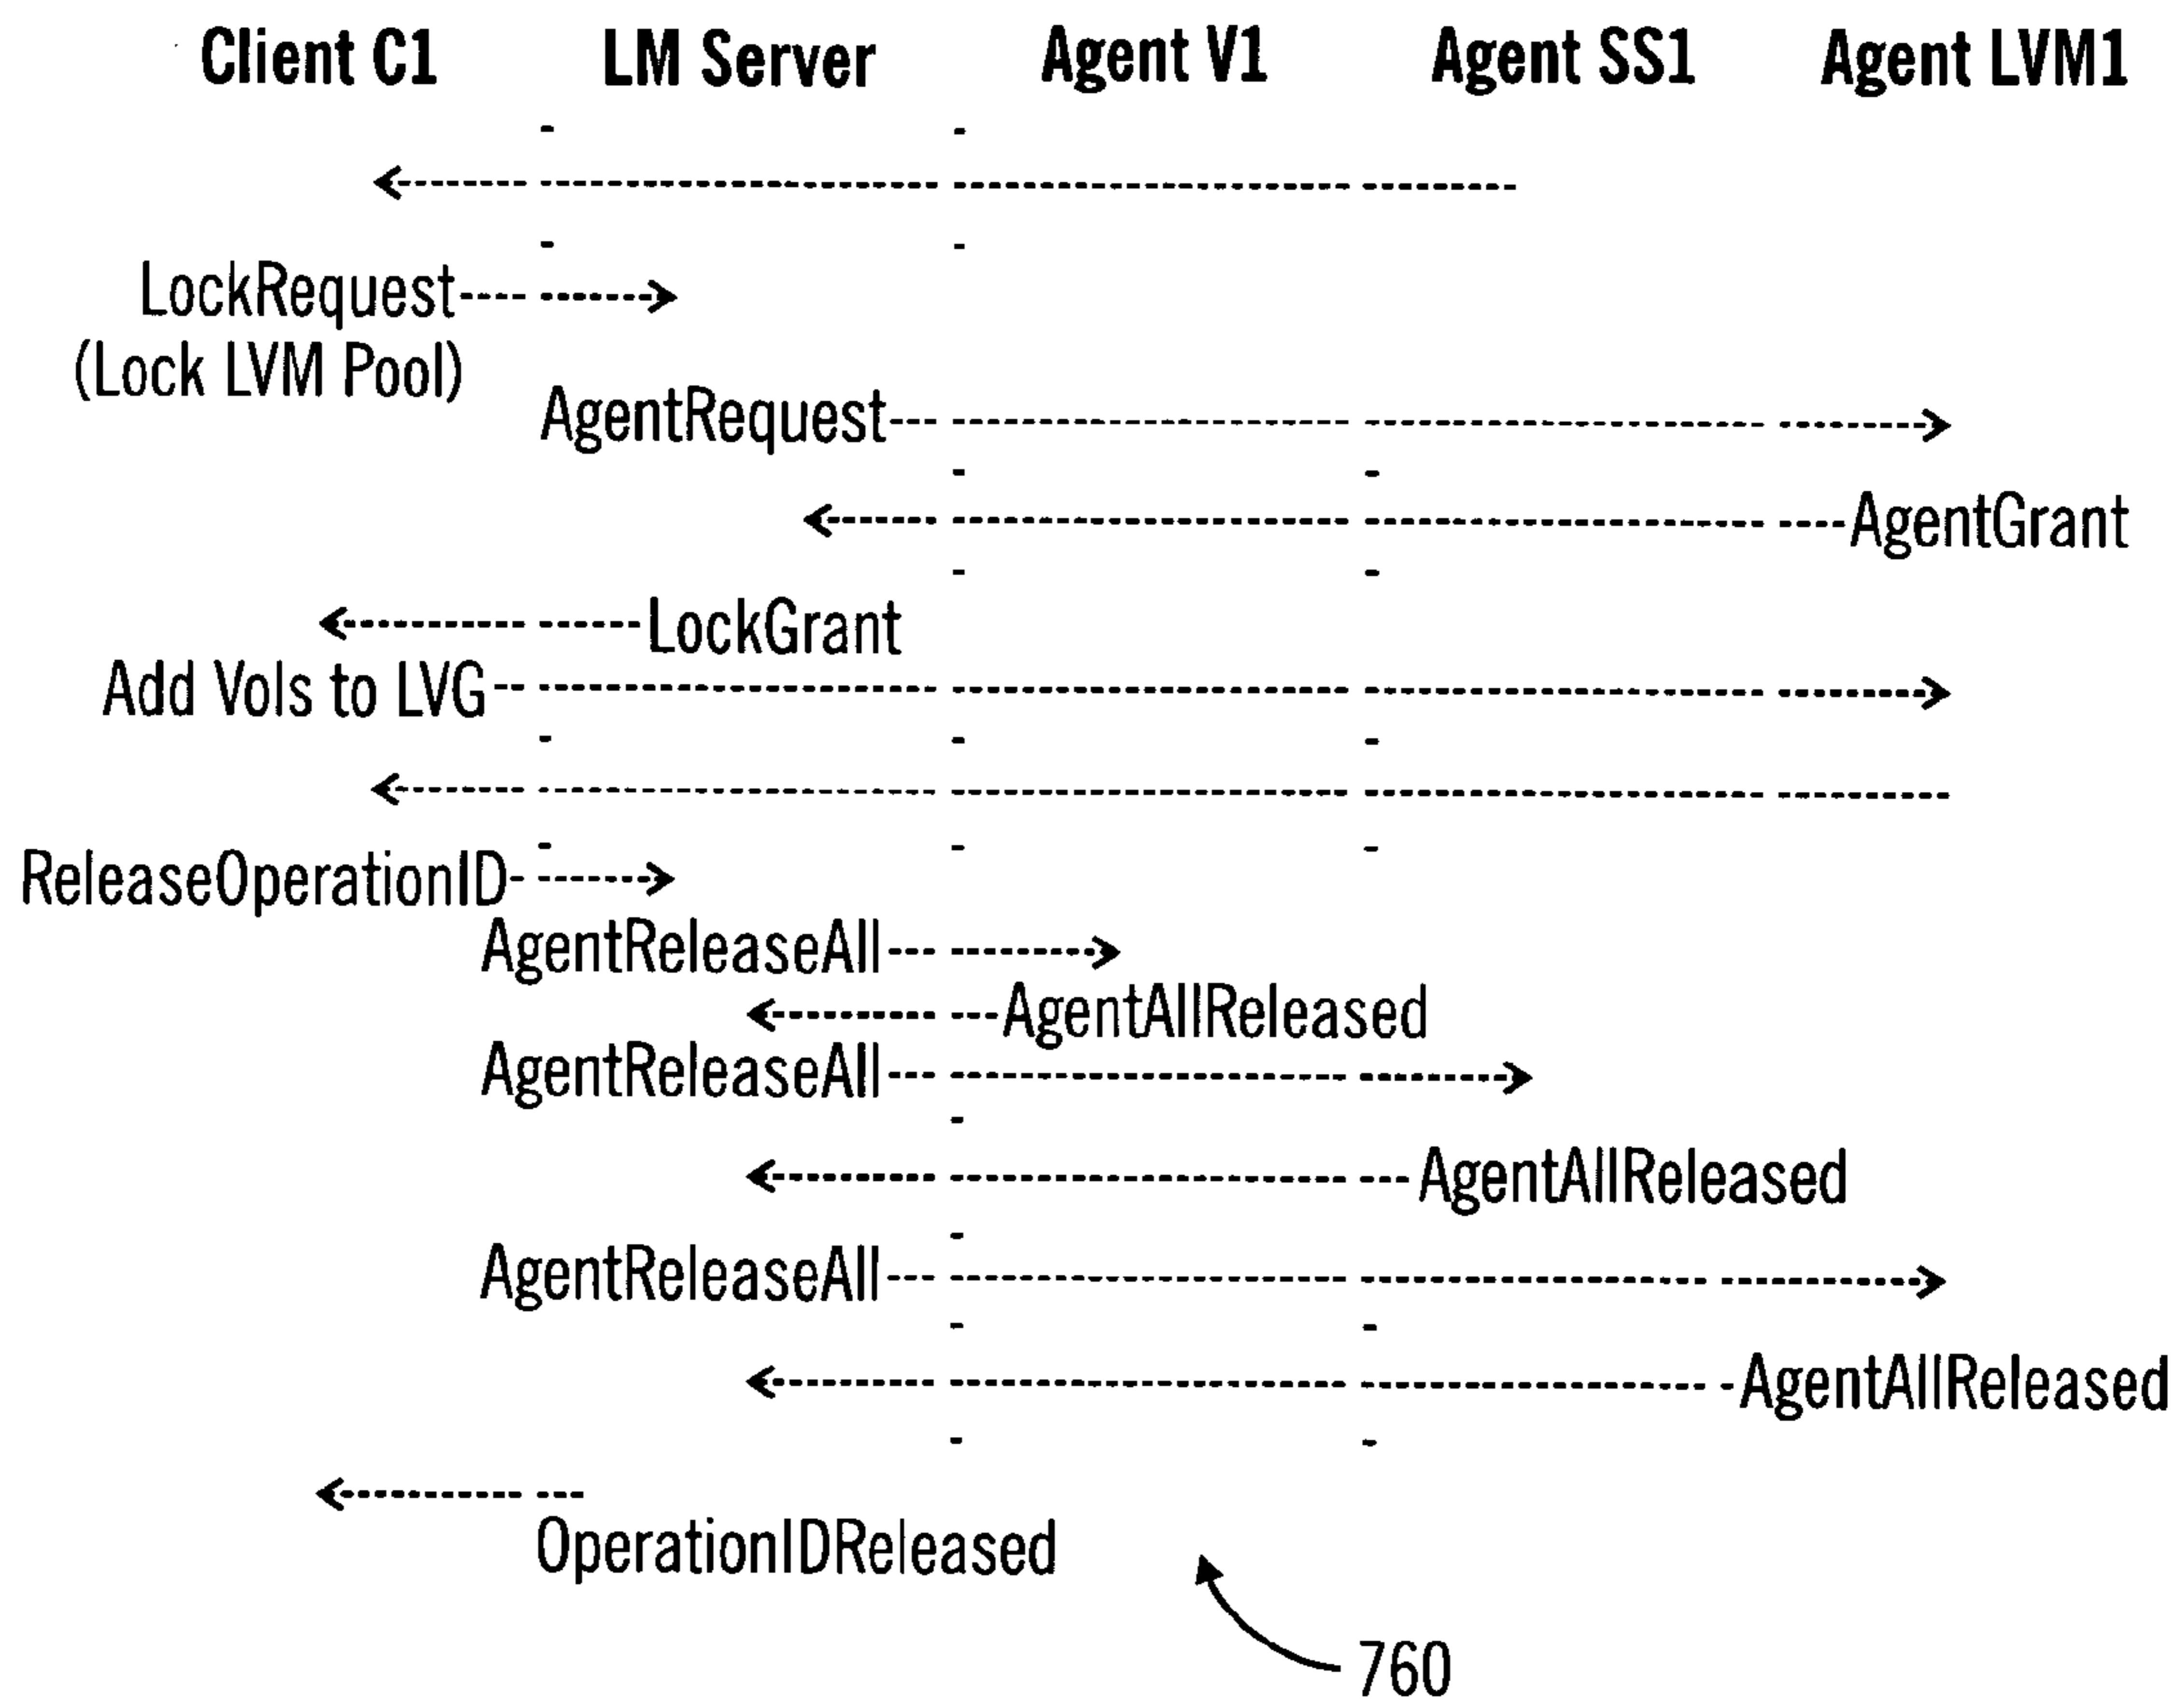 Client C1 LM Server Agent V1 Agent SS1 Agent LVM1
LockRequest
(Lock LVM Pool)
AgentRequest
AgentGrant
LockGrant
Add Vols to LVG
ReleaseOperationID
AgentReleaseAll
AgentAllReleased
AgentReleaseAll
AgentAllReleased
AgentReleaseAll
AgentAllReleased
OperationIDReleased
760